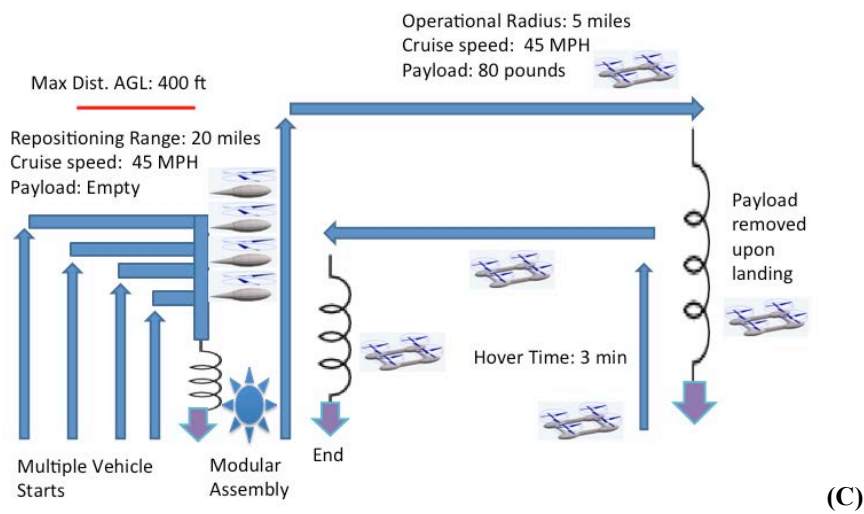 Operational Radius: 5 miles
Cruise speed: 45 MPH
Payload: 80 pounds
Max Dist. AGL: 400 ft
Repositioning Range: 20 miles
Cruise speed: 45 MPH
Payload: Empty
Payload
removed
upon
landing
Hover Time: 3 min
Multiple Vehicle
Starts
Modular
Assembly
End
(C)